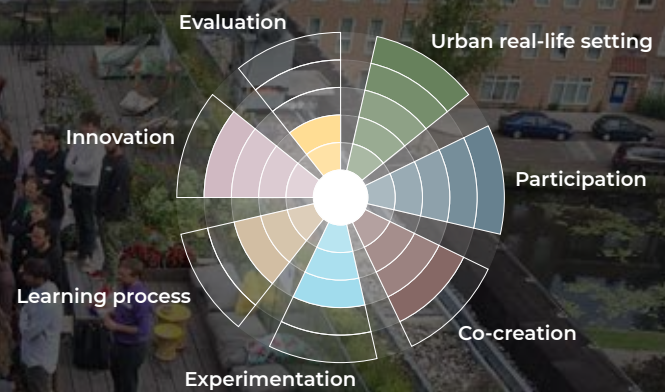 Evaluation
Urban real-life setting
Innovation
Participation
Learning process
Co-creation
Experimentation